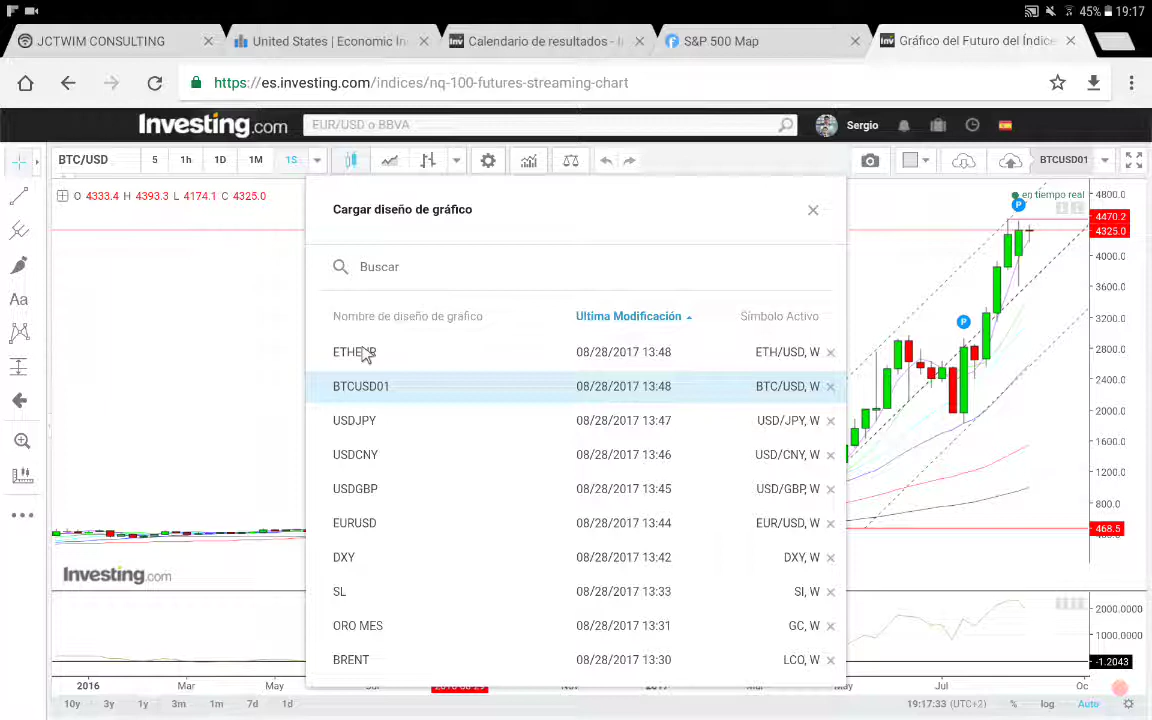 45% 19:17
JCTWIM CONSULTING
United States | Economic In
Calendario de resultados - I
S&P 500 Map
Gráfico del Futuro del Índice
https://es.investing.com/indices/nq-100-futures-streaming-chart
Investing.com
EUR/USD o BBVA
Sergio
BTC/USD 5 1h 1D 1M 1S BTCUSD01
O 4333.4 H 4393.3 L 4174.1 C 4325.0
en tiempo real
P
P
Cargar diseño de gráfico
Buscar
Nombre de diseño de grafico Ultima Modificación Símbolo Activo
08/28/2017 13:48 ETH/USD, W
BTCUSD01 08/28/2017 13:48 BTC/USD, W
USDJPY 08/28/2017 13:47 USD/JPY, W
USDCNY 08/28/2017 13:46 USD/CNY, W
USDGBP 08/28/2017 13:45 USD/GBP, W
EURUSD 08/28/2017 13:44 EUR/USD, W
DXY 08/28/2017 13:42 DXY, W
SL 08/28/2017 13:33 SI, W
ORO MES 08/28/2017 13:31 GC, W
BRENT 08/28/2017 13:30 LCO, W
Aa
4800.0
4470.2
4325.0
4000.0
3600.0
3200.0
2800.0
2400.0
2000.0
1600.0
1200.0
800.0
468.5
Investing.com
2000.0000
1000.0000
-1.2043
2016 Mar May May Jul Oc
10y 3y 1y 3m 1m 7d 1d 19:17:33 (UTC+2) % log Auto